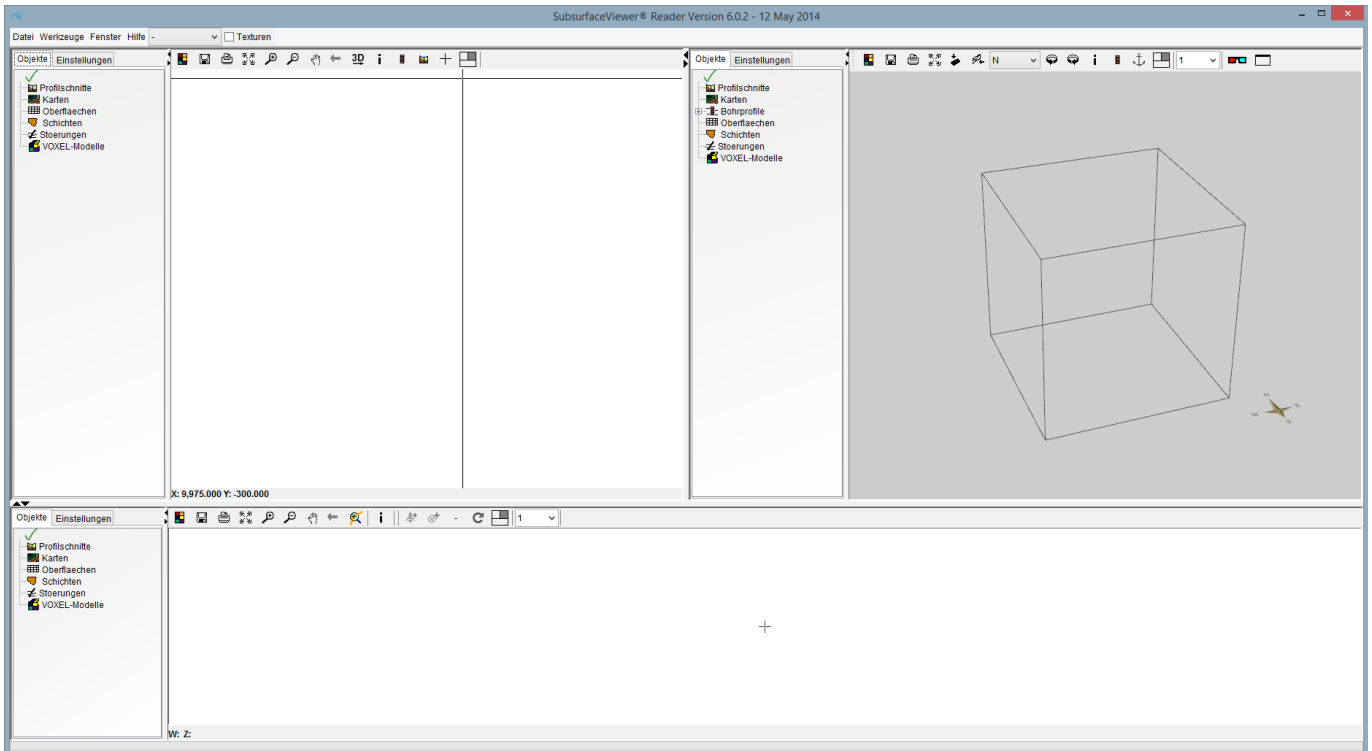 SubsurfaceViewer® Reader Version 6.0.2 - 12 May 2014
Datei Werkzeuge Fenster Hilfe - Texturen
Objekte Einstellungen
Profilschnitte
Karten
Oberflaechen
Schichten
Stoerungen
VOXEL-Modelle
3D i
X: 9,975.000 Y: -300.000
Objekte Einstellungen
Profilschnitte
Karten
Bohrprofile
Oberflaechen
Schichten
Stoerungen
VOXEL-Modelle
N i 1
Objekte Einstellungen
Profilschnitte
Karten
Oberflaechen
Schichten
Stoerungen
VOXEL-Modelle
i - 1
W: Z: